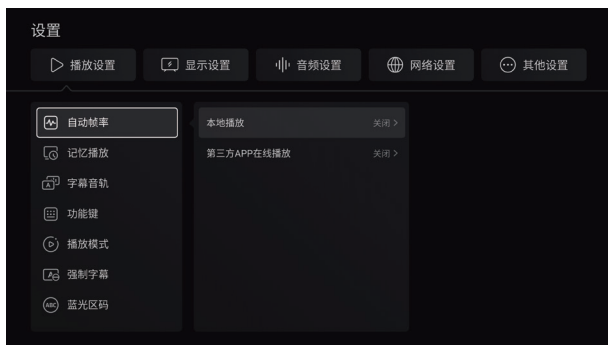 设置
播放设置 显示设置 音频设置 网络设置 其他设置
自动帧率
本地播放 关闭 >
记忆播放
第三方APP在线播放 关闭 >
字幕音轨
功能键
播放模式
强制字幕
ABC 蓝光区码